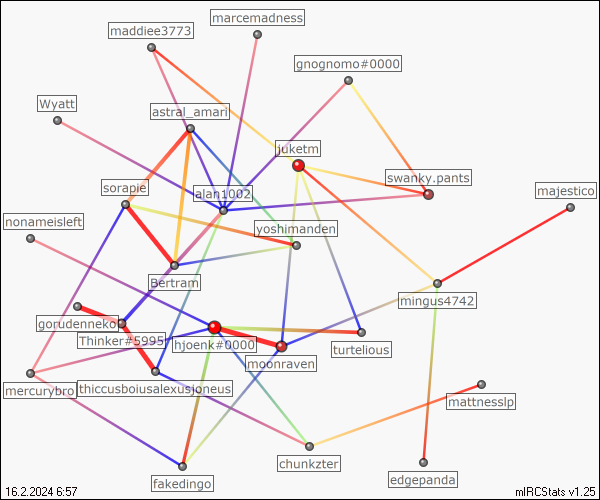 marcemadness
maddiee3773
gnognomo#0000
Wyatt
astral_amari
juketm
swanky.pants
sorapie
alan1002
majestico
nonameisleft
yoshimanden
Bertram
mingus4742
gorudenneko
Thinker#5995
hjoenk#0000
turtelious
moonraven
mercurybro
thiccusboiusalexusjoneus
mattnesslp
chunkzter
edgepanda
fakedingo
16.2.2024 6:57
mIRCStats v1.25